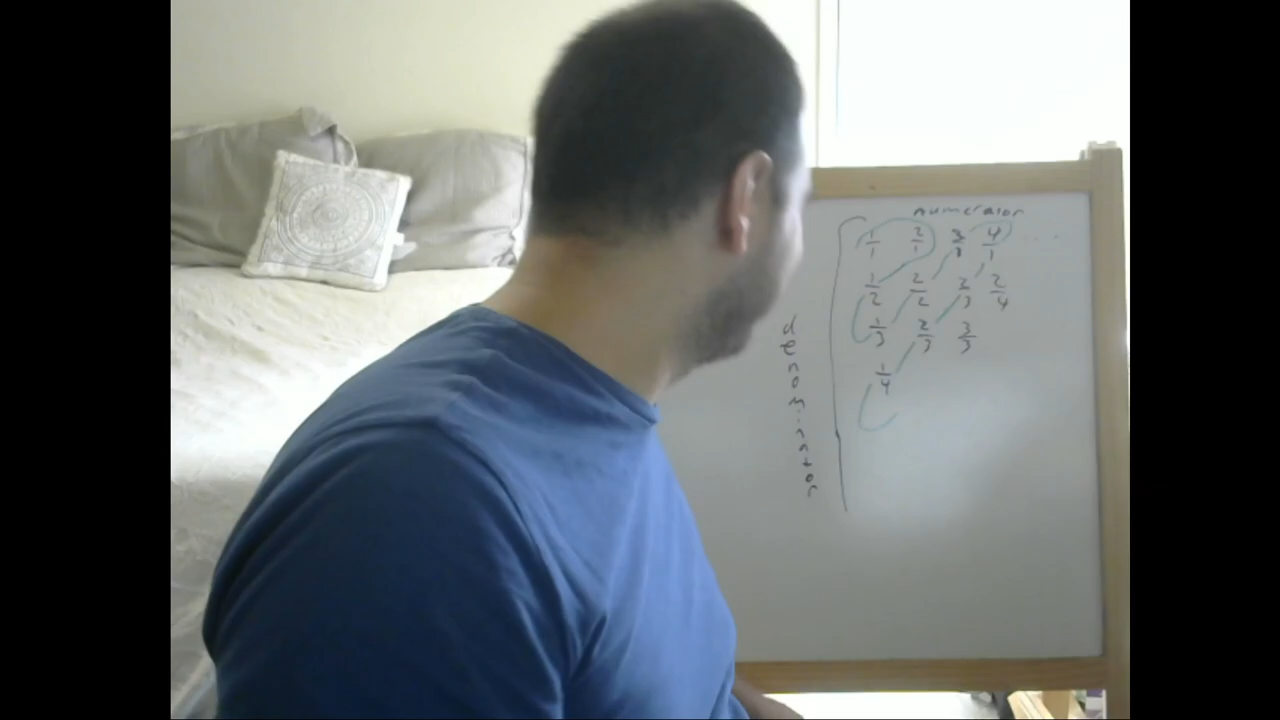 numerator
1/1 2/1 3/1 4/1 ...
1/2 2/2 2/3 2/4
1/3 2/3 3/3
1/4
denominator